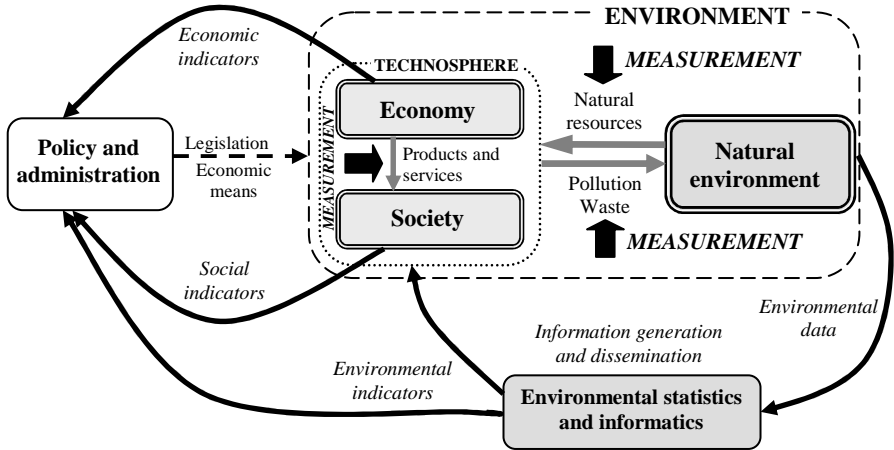 ENVIRONMENT
Economic
indicators
TECHNOSPHERE
MEASUREMENT
Economy
MEASUREMENT
Natural
resources
Policy and
administration
Legislation
Economic
means
Products and
services
Natural
environment
Pollution
Waste
Society
MEASUREMENT
Social
indicators
Environmental
data
Information generation
and dissemination
Environmental
indicators
Environmental statistics
and informatics